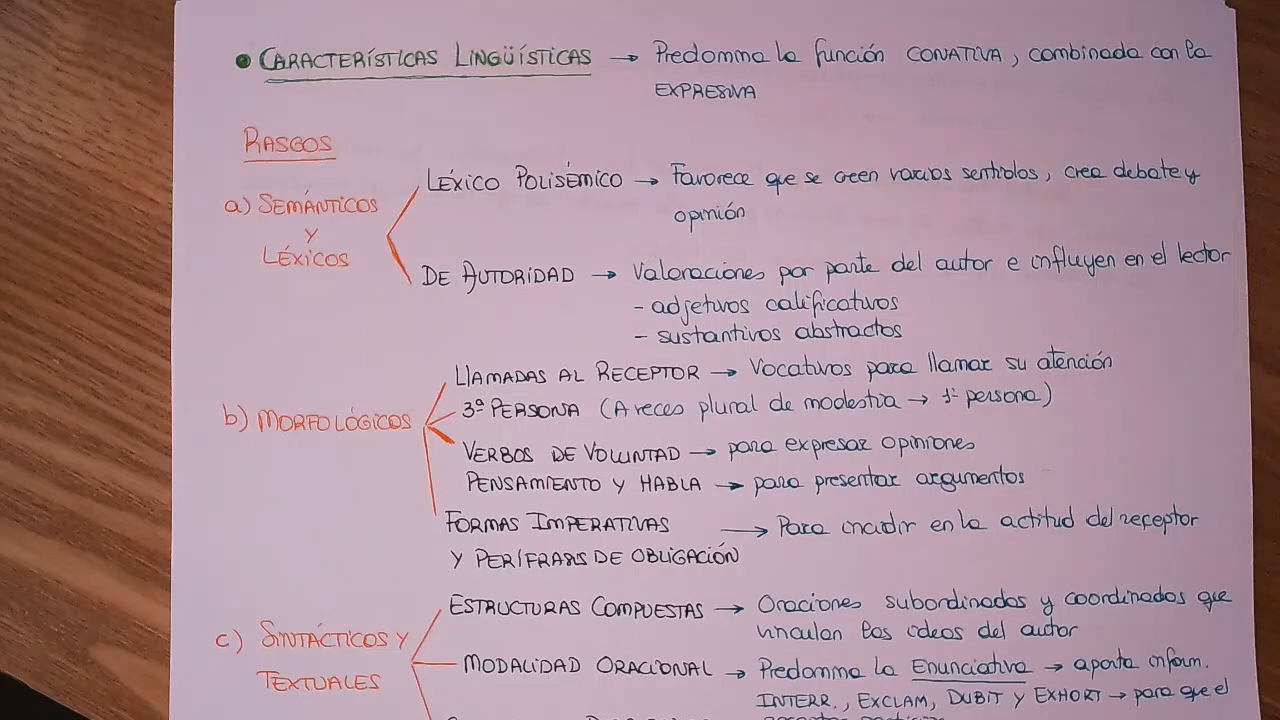 • CARACTERÍSTICAS LINGÜÍSTICAS → Predomina la función CONATIVA, combinada con la
EXPRESIVA
RASGOS
a) SEMÁNTICOS
Y
LÉXICOS
LÉXICO POLISÉMICO → Favorece que se creen varios sentidos, crea debate y
opinión
DE AUTORIDAD → Valoraciones por parte del autor e influyen en el lector
- adjetivos calificativos
- sustantivos abstractos
b) MORFOLÓGICOS
LLAMADAS AL RECEPTOR → Vocativos para llamar su atención
3ª PERSONA (A veces plural de modestia → 1ª persona)
VERBOS DE VOLUNTAD → para expresar opiniones
PENSAMIENTO Y HABLA → para presentar argumentos
FORMAS IMPERATIVAS → Para incidir en la actitud del receptor
Y PERÍFRASIS DE OBLIGACIÓN
c) SINTÁCTICOS Y
TEXTUALES
ESTRUCTURAS COMPUESTAS → Oraciones subordinadas y coordinadas que
vinculan las ideas del autor
MODALIDAD ORACIONAL → Predomina la Enunciativa → aporta inform.
INTERR., EXCLAM, DUBIT Y EXHORT → para que el